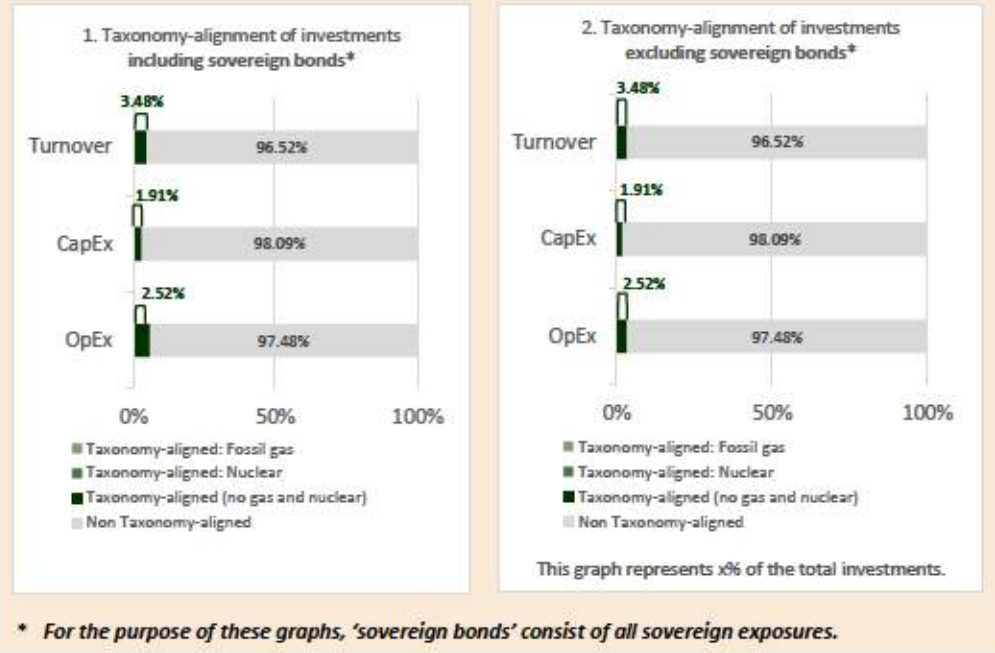 1. Taxonomy-alignment of investments
including sovereign bonds*
3.48%
Turnover
96.52%
1.91%
CapEx
98.09%
2.52%
OpEx
97.48%
0%
50%
100%
Taxonomy-aligned: Fossil gas
Taxonomy-aligned: Nuclear
Taxonomy-aligned (no gas and nuclear)
Non Taxonomy-aligned
2. Taxonomy-alignment of investments
excluding sovereign bonds*
3.48%
Turnover
96.52%
1.91%
CapEx
98.09%
2.52%
OpEx
97.48%
0%
50%
100%
Taxonomy-aligned: Fossil gas
Taxonomy-aligned: Nuclear
Taxonomy-aligned (no gas and nuclear)
Non Taxonomy-aligned
This graph represents x% of the total investments.
* For the purpose of these graphs, ‘sovereign bonds’ consist of all sovereign exposures.